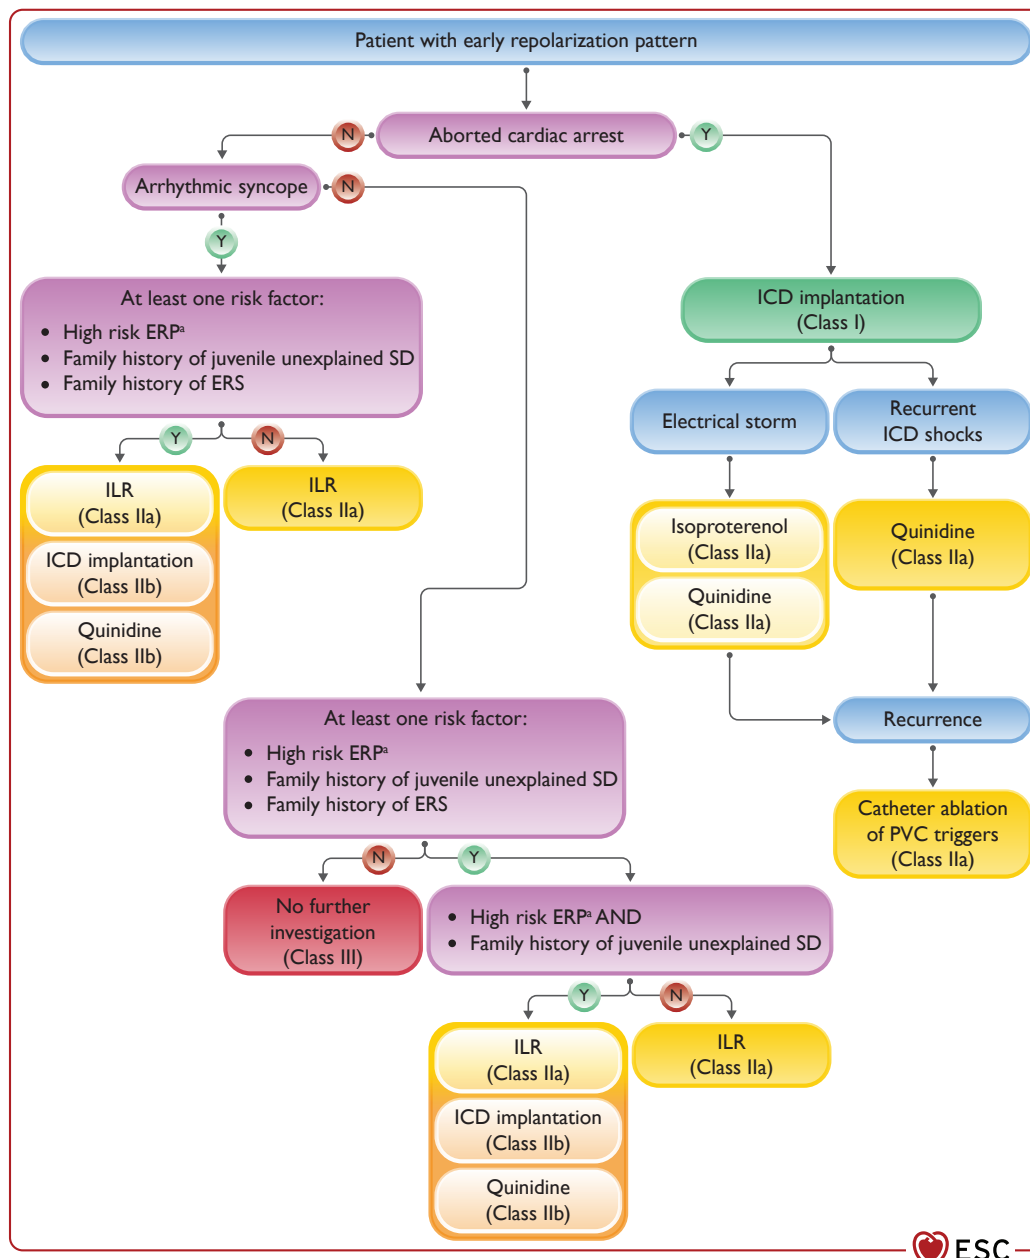 Patient with early repolarization pattern
Aborted cardiac arrest
N
Y
Arrhythmic syncope
N
Y
At least one risk factor:
• High risk ERPᵃ
• Family history of juvenile unexplained SD
• Family history of ERS
Y
N
ILR
(Class IIa)
ICD implantation
(Class IIb)
Quinidine
(Class IIb)
ILR
(Class IIa)
ICD implantation
(Class I)
Electrical storm
Recurrent
ICD shocks
Isoproterenol
(Class IIa)
Quinidine
(Class IIa)
Quinidine
(Class IIa)
Recurrence
Catheter ablation
of PVC triggers
(Class IIa)
At least one risk factor:
• High risk ERPᵃ
• Family history of juvenile unexplained SD
• Family history of ERS
N
Y
No further
investigation
(Class III)
• High risk ERPᵃ AND
• Family history of juvenile unexplained SD
Y
N
ILR
(Class IIa)
ICD implantation
(Class IIb)
Quinidine
(Class IIb)
ILR
(Class IIa)
ESC